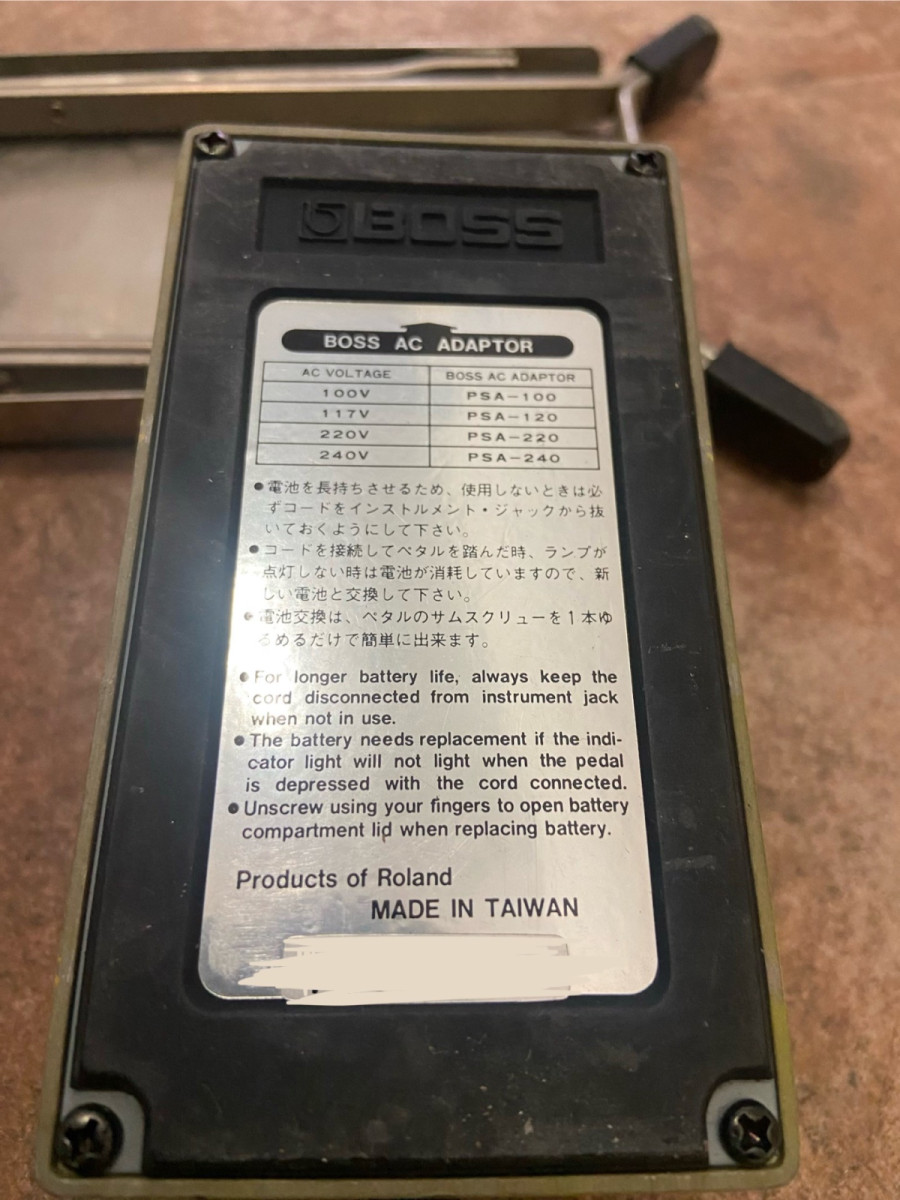 BOSS
BOSS AC ADAPTOR
AC VOLTAGE BOSS AC ADAPTOR
100V PSA-100
117V PSA-120
220V PSA-220
240V PSA-240
●電池を長持ちさせるため、使用しないときは必
ずコードをインストルメント・ジャックから抜
いておくようにして下さい。
●コードを接続してペタルを踏んだ時、ランプが
点灯しない時は電池が消耗していますので、新
しい電池と交換して下さい。
●電池交換は、ペタルのサムスクリューを1本ゆ
るめるだけで簡単に出来ます。
●For longer battery life, always keep the
cord disconnected from instrument jack
when not in use.
●The battery needs replacement if the indi-
cator light will not light when the pedal
is depressed with the cord connected.
●Unscrew using your fingers to open battery
compartment lid when replacing battery.
Products of Roland
MADE IN TAIWAN